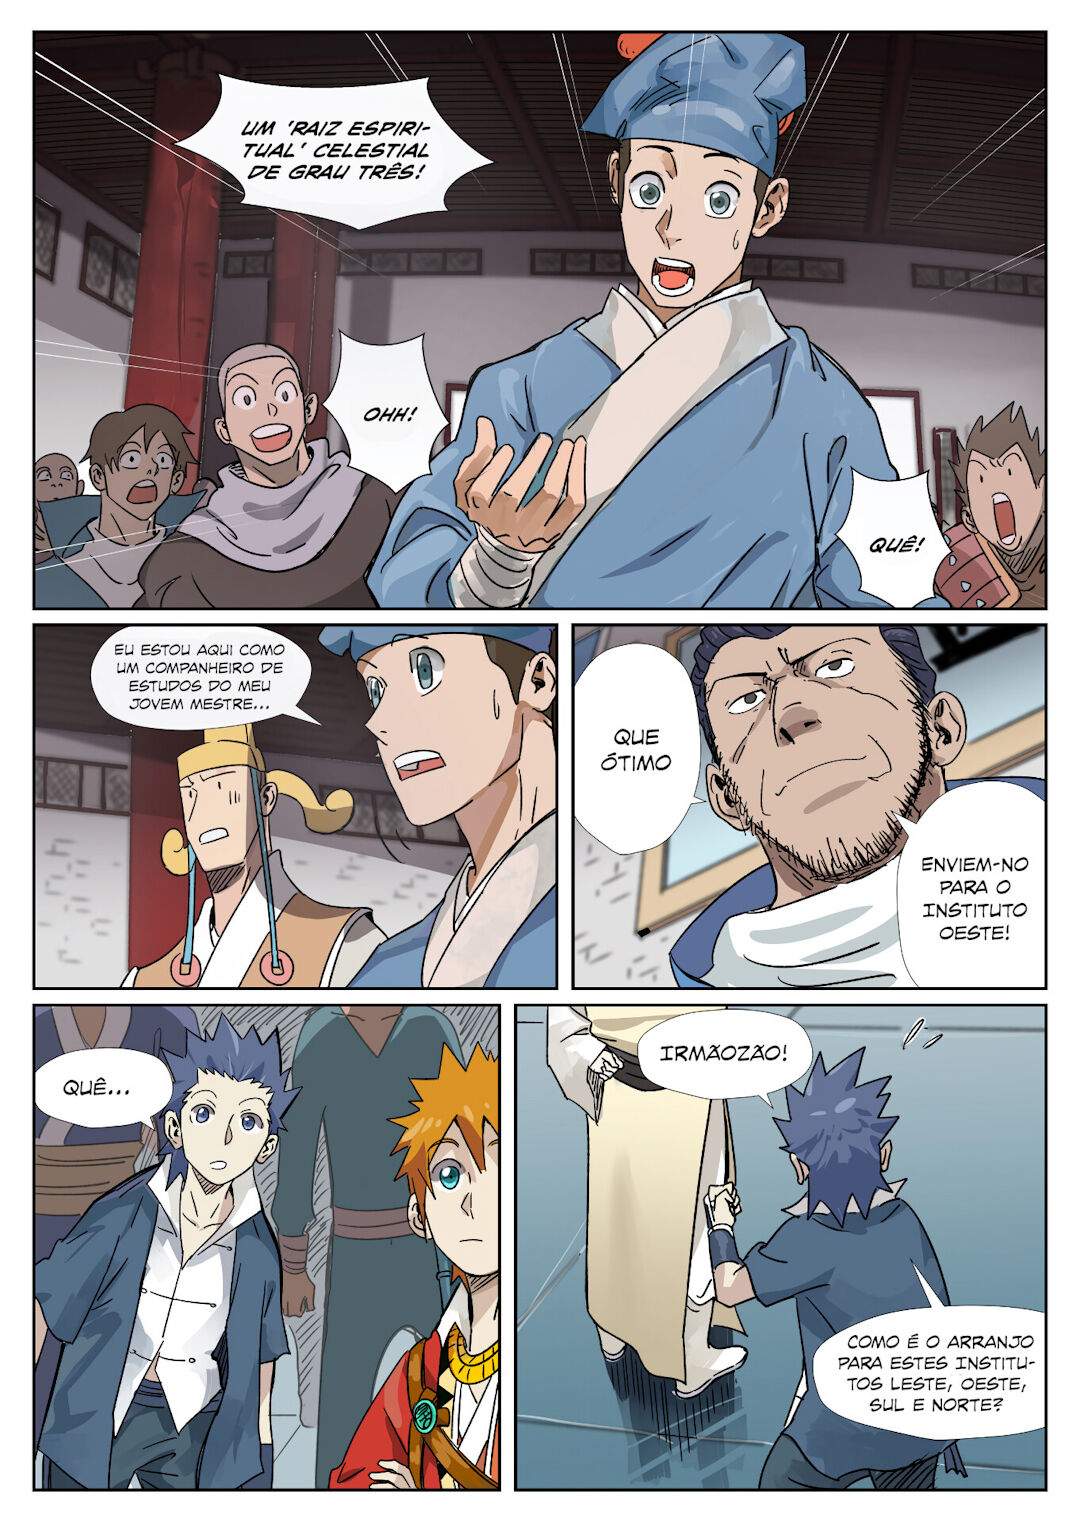 UM 'RAIZ ESPIRI-
TUAL' CELESTIAL
DE GRAU TRÊS!
OHH!
QUÊ!
EU ESTOU AQUI COMO
UM COMPANHEIRO DE
ESTUDOS DO MEU
JOVEM MESTRE...
QUE
ÓTIMO
ENVIEM-NO
PARA O
INSTITUTO
OESTE!
QUÊ...
IRMÃOZÃO!
COMO É O ARRANJO
PARA ESTES INSTITU-
TOS LESTE, OESTE,
SUL E NORTE?